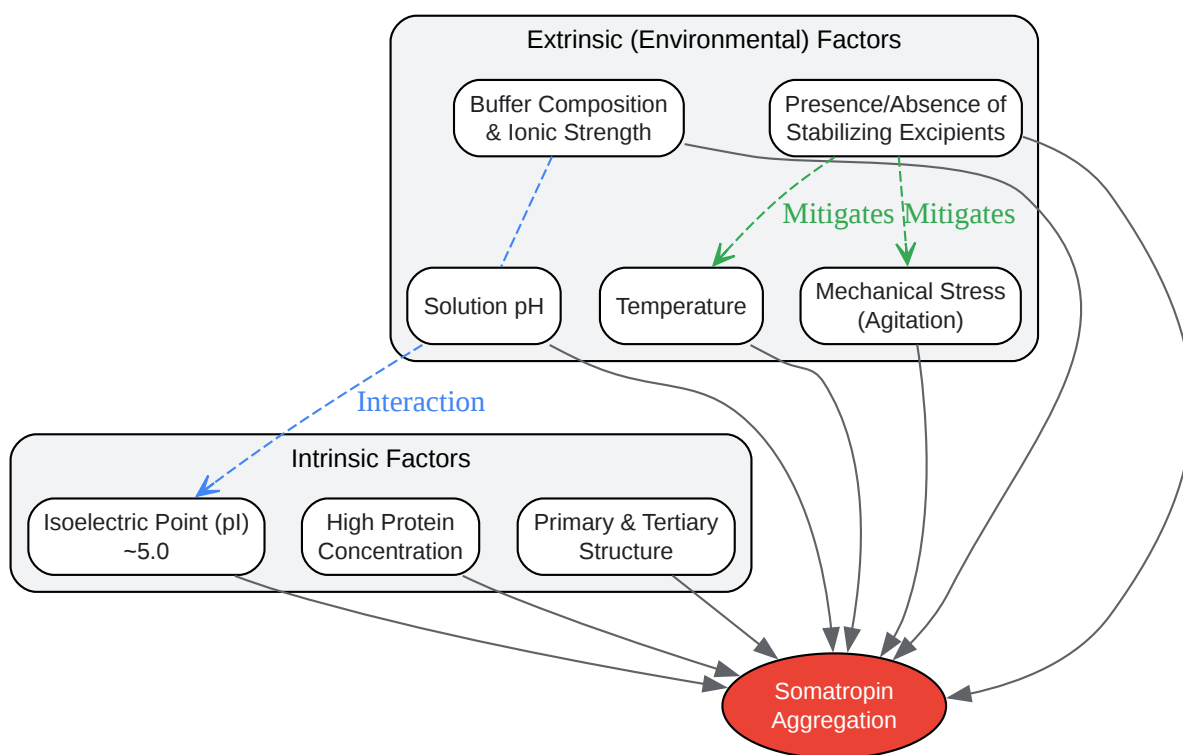 Extrinsic (Environmental) Factors
Buffer Composition
& Ionic Strength
Presence/Absence of
Stabilizing Excipients
Mitigates
Mitigates
Solution pH
Temperature
Mechanical Stress
(Agitation)
Interaction
Intrinsic Factors
Isoelectric Point (pI)
~5.0
High Protein
Concentration
Primary & Tertiary
Structure
Somatropin
Aggregation